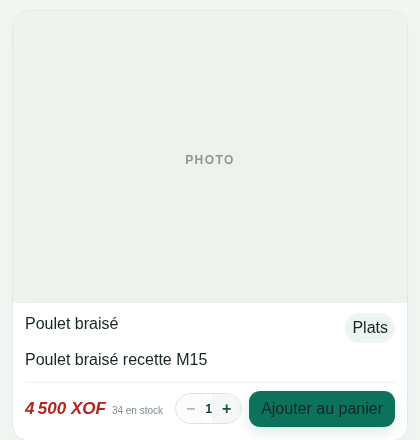 PHOTO
Poulet braisé Plats
Poulet braisé recette M15
4 500 XOF 34 en stock − 1 + Ajouter au panier